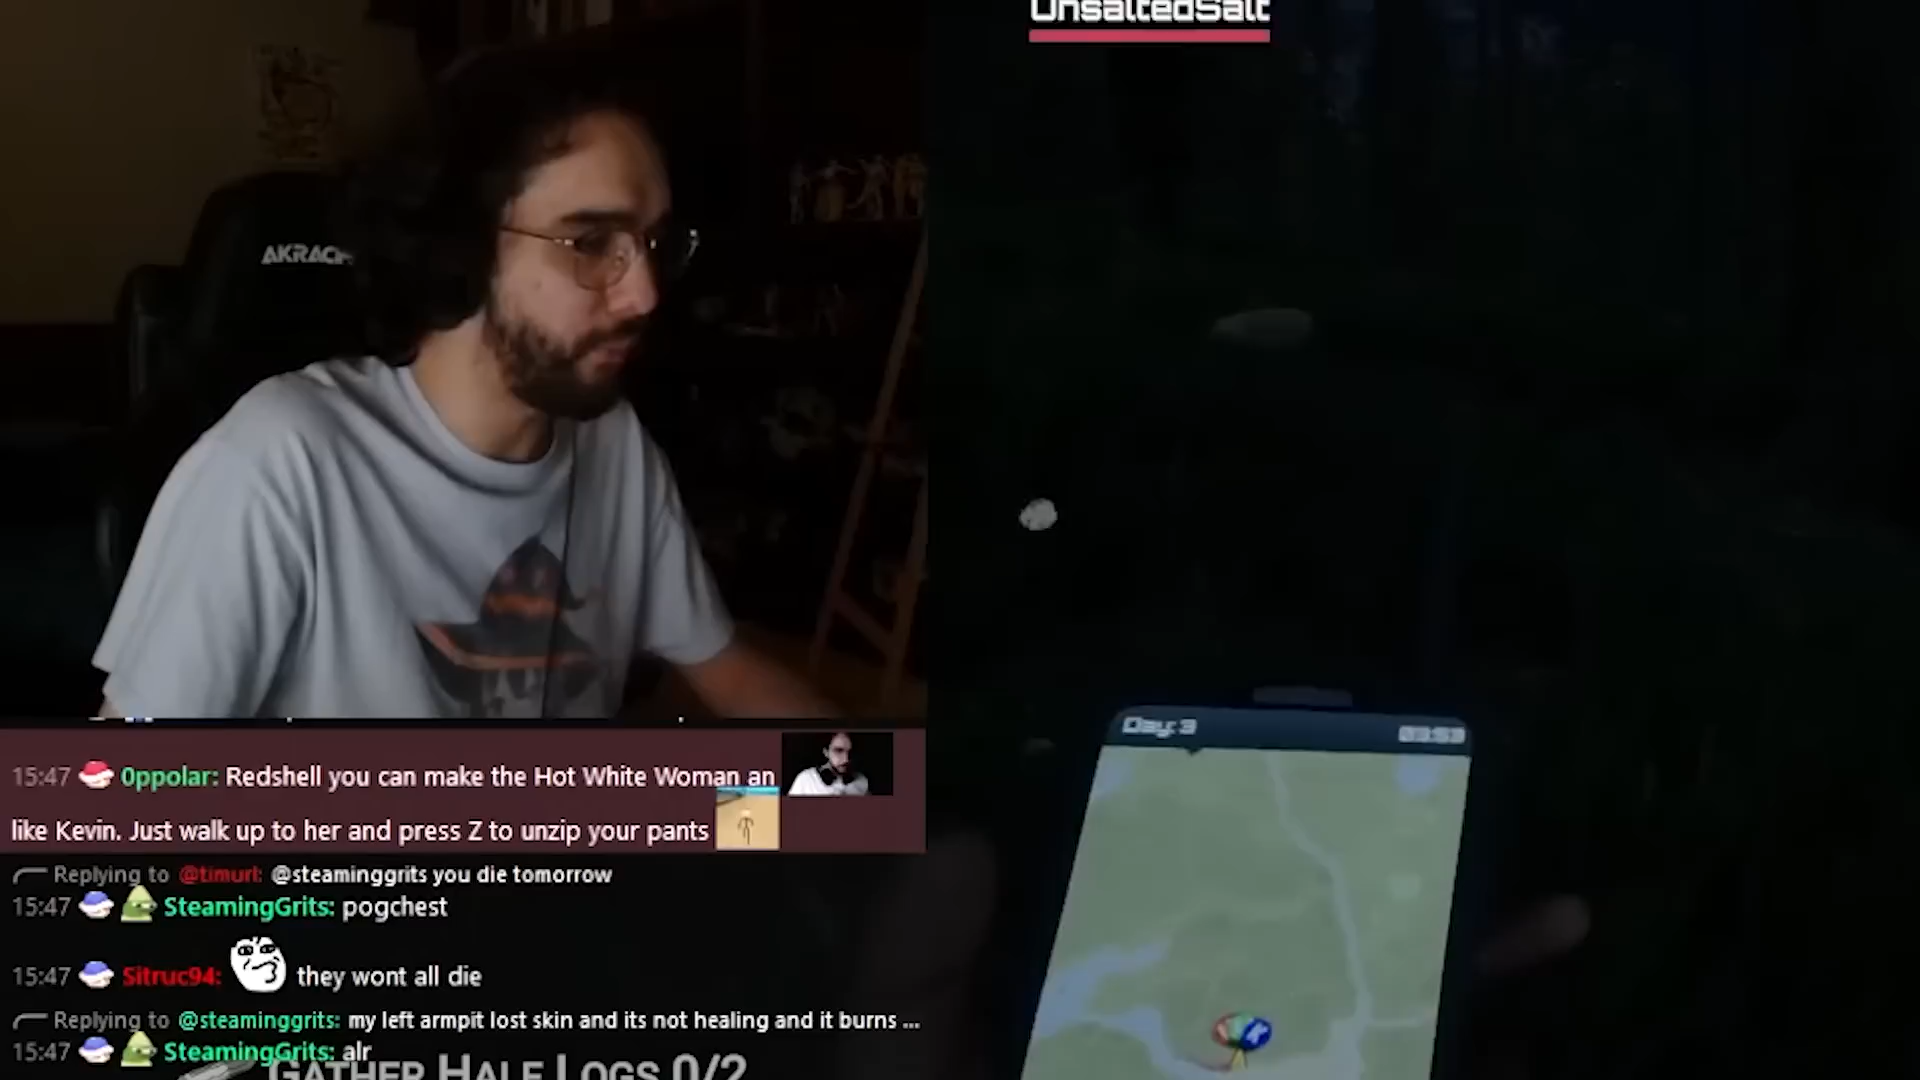 UnsaltedSalt
AKRACING
Day: 3
03:53
15:47 0ppolar: Redshell you can make the Hot White Woman an
like Kevin. Just walk up to her and press Z to unzip your pants
Replying to @timurl: @steaminggrits you die tomorrow
15:47 SteamingGrits: pogchest
15:47 Sitruc94: they wont all die
Replying to @steaminggrits: my left armpit lost skin and its not healing and it burns ...
15:47 SteamingGrits: alr
GATHER HALF LOGS 0/2